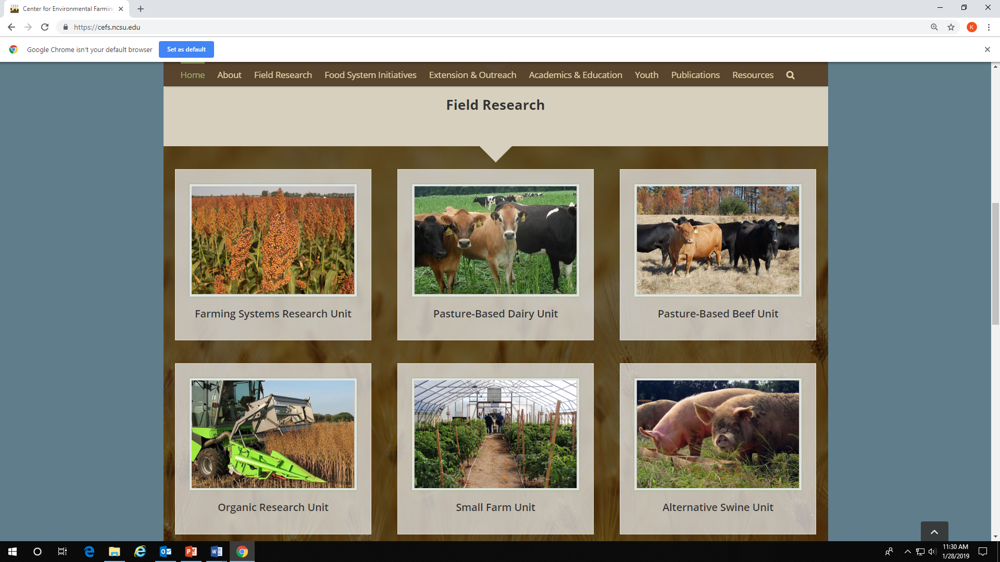 CEFS
Center for Environmental Farming
https://cefs.ncsu.edu
K
Google Chrome isn't your default browser
Set as default
Home About Field Research Food System Initiatives Extension & Outreach Academics & Education Youth Publications Resources
Field Research
Farming Systems Research Unit
Pasture-Based Dairy Unit
Pasture-Based Beef Unit
Organic Research Unit
Small Farm Unit
Alternative Swine Unit
11:30 AM
1/28/2019